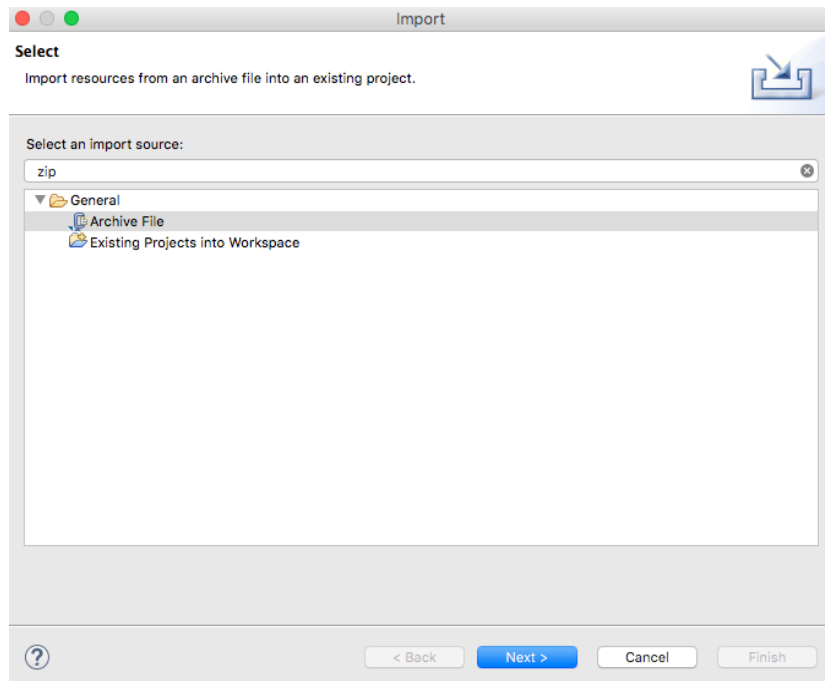 Import
Select
Import resources from an archive file into an existing project.
Select an import source:
zip
General
Archive File
Existing Projects into Workspace
?
< Back Next > Cancel Finish